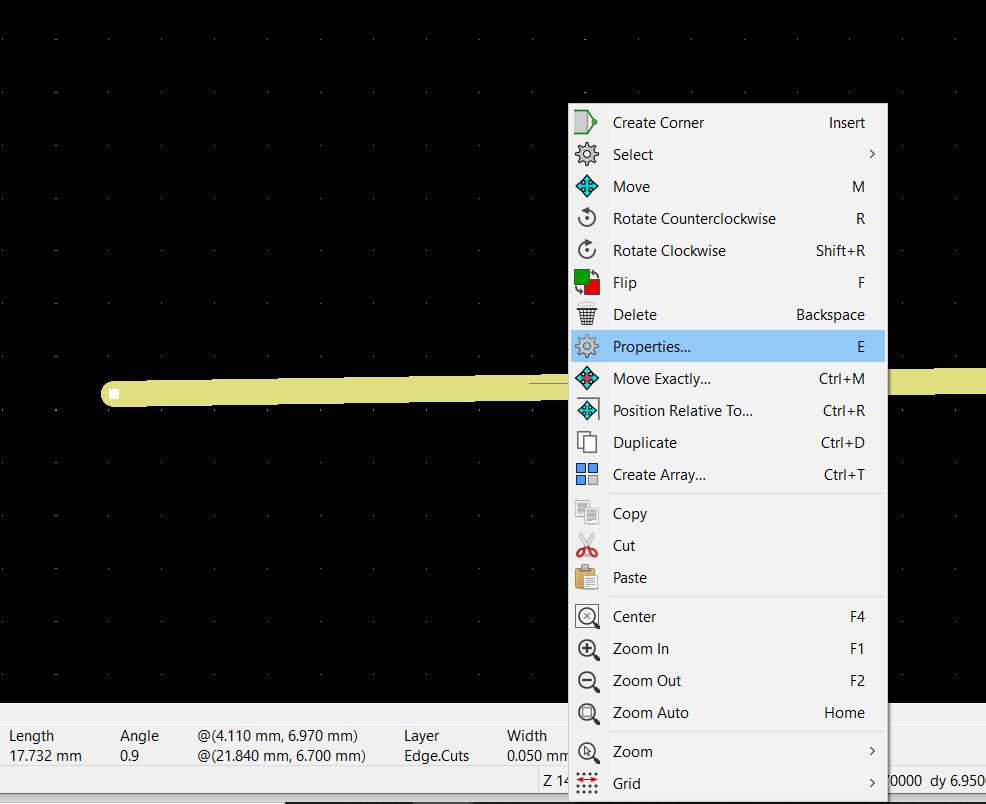 Create Corner Insert
Select
Move M
Rotate Counterclockwise R
Rotate Clockwise Shift+R
Flip F
Delete Backspace
Properties... E
Move Exactly... Ctrl+M
Position Relative To... Ctrl+R
Duplicate Ctrl+D
Create Array... Ctrl+T
Copy
Cut
Paste
Center F4
Zoom In F1
Zoom Out F2
Zoom Auto Home
Zoom
Grid
Length Angle @(4.110 mm, 6.970 mm) Layer Width
17.732 mm 0.9 @(21.840 mm, 6.700 mm) Edge.Cuts 0.050 mm
Z 14 0000 dy 6.950